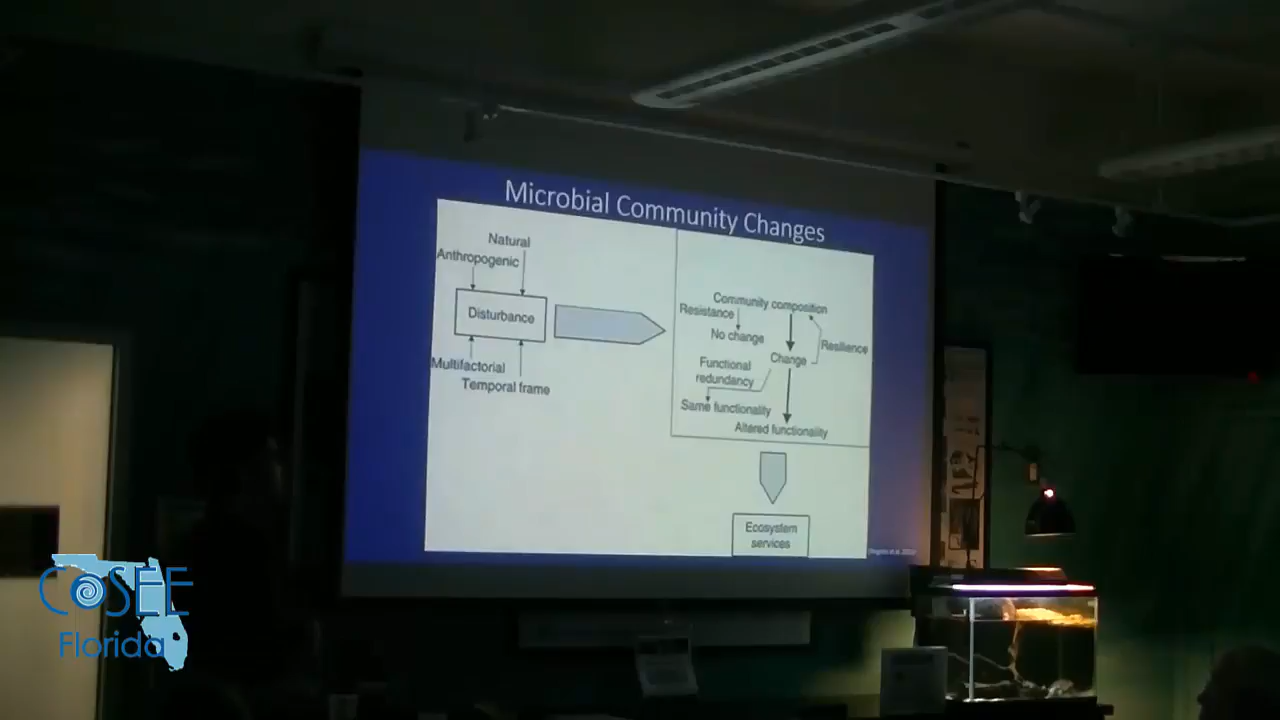 Microbial Community Changes
Natural
Anthropogenic
Disturbance
Multifactorial
Temporal frame
Community composition
Resistance
No change
Resilience
Change
Functional
redundancy
Same functionality
Altered functionality
Ecosystem
services
COSEE
Florida